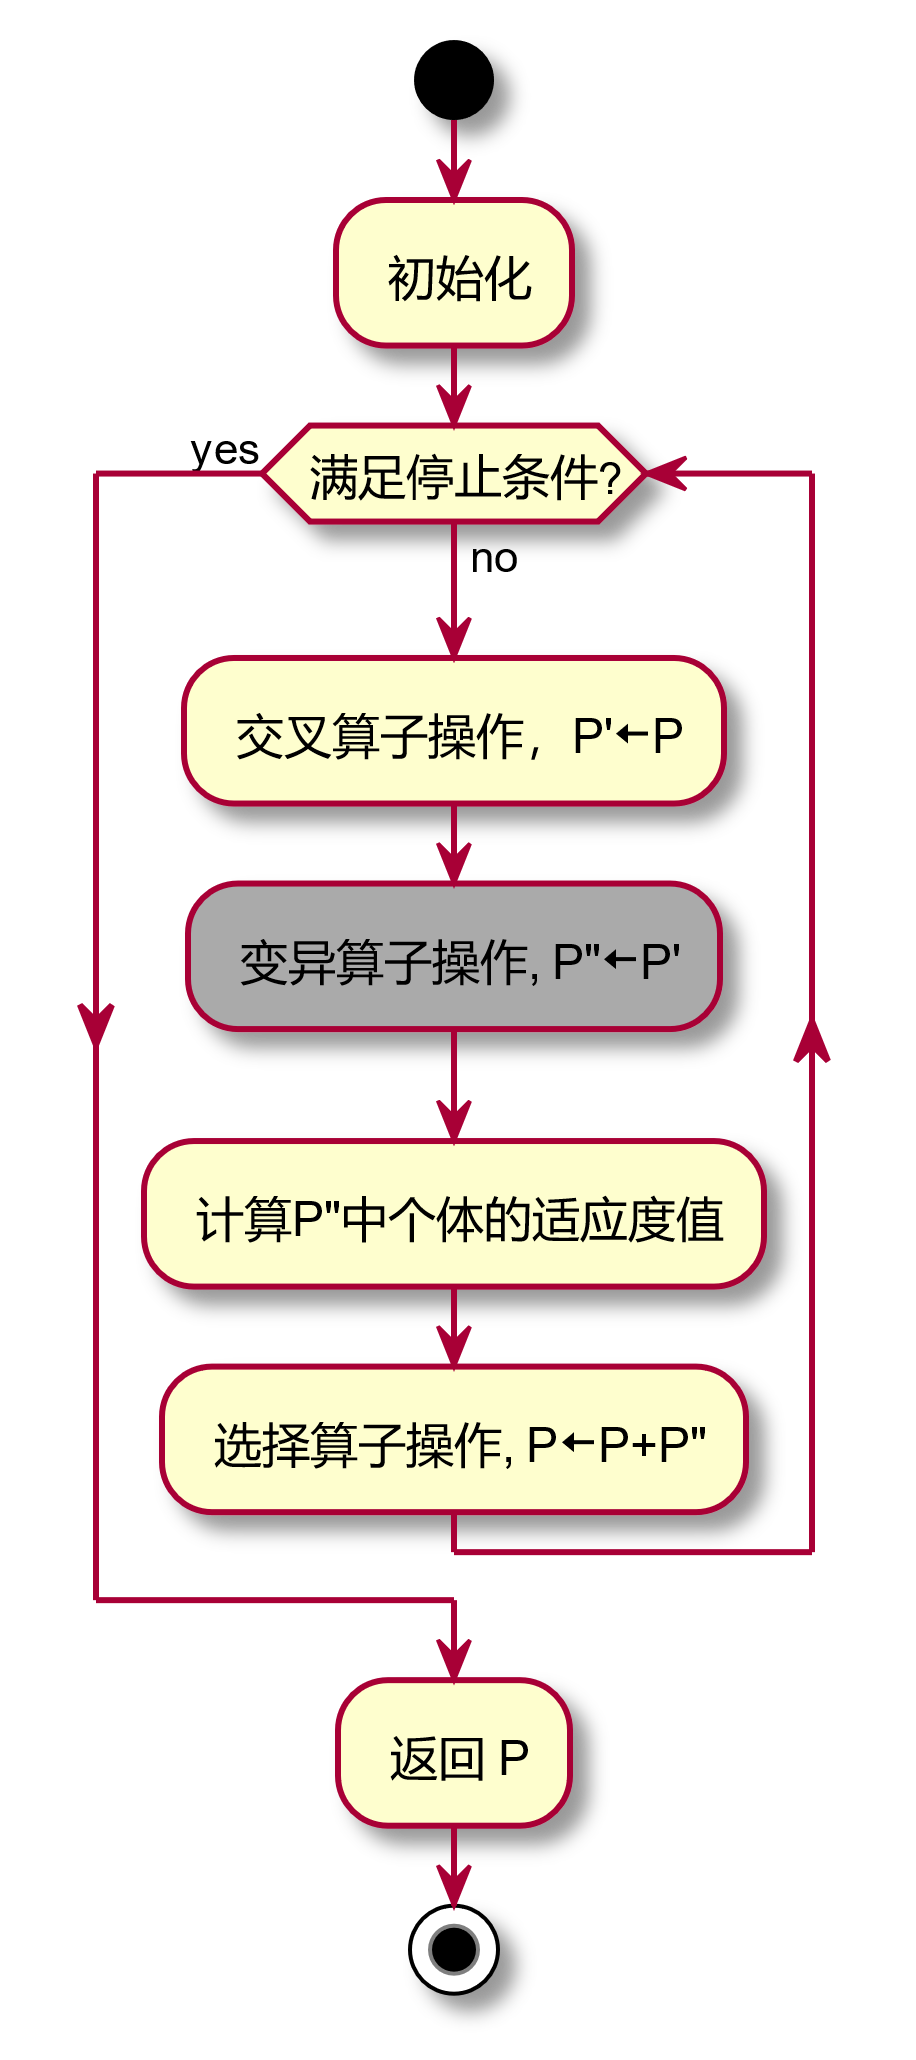 初始化
yes
满足停止条件?
no
交叉算子操作，P'←P
变异算子操作, P"←P'
计算P"中个体的适应度值
选择算子操作, P←P+P"
返回 P